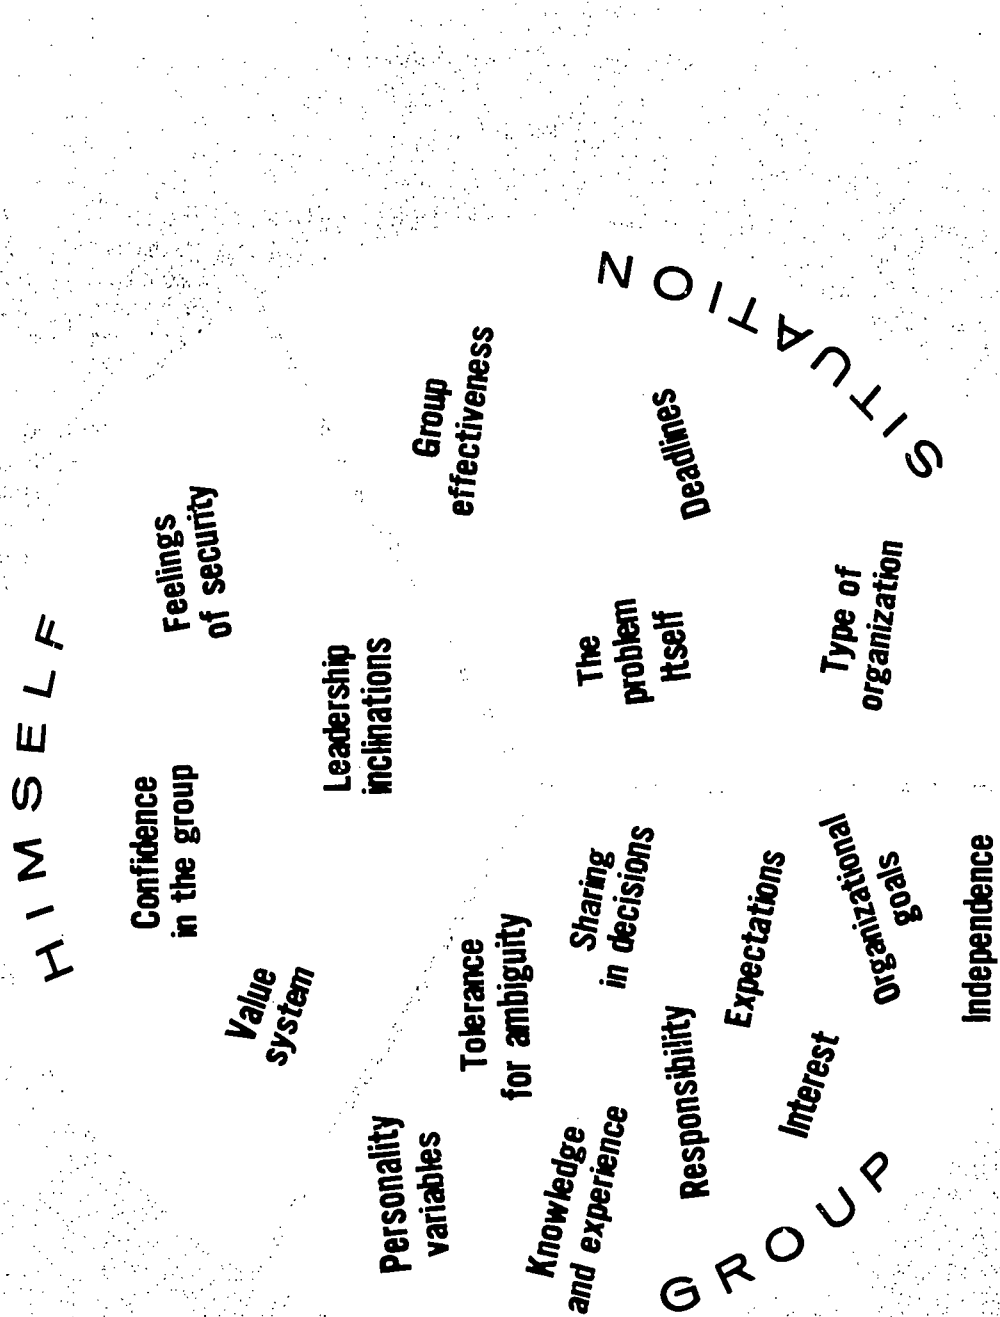 HIMSELF
Feelings
of security
Confidence
in the group
Leadership
inclinations
Value
system
SITUATION
Group
effectiveness
Deadlines
The
problem
itself
Type of
organization
GROUP
Personality
variables
Tolerance
for ambiguity
Knowledge
and experience
Sharing
in decisions
Responsibility
Expectations
Interest
Organizational
goals
Independence